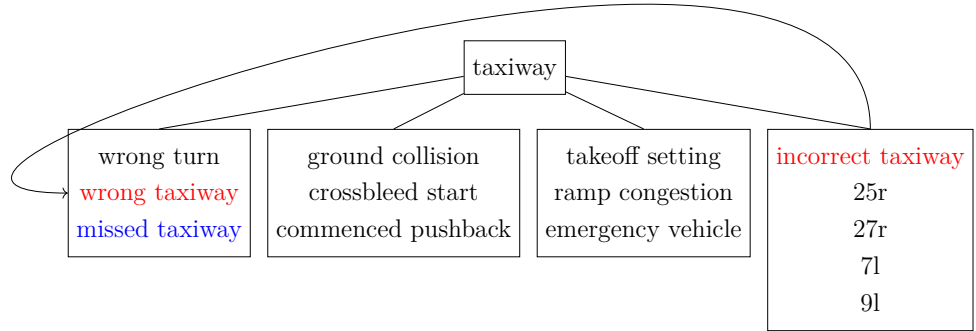 taxiway
wrong turn
wrong taxiway
missed taxiway
ground collision
crossbleed start
commenced pushback
takeoff setting
ramp congestion
emergency vehicle
incorrect taxiway
25r
27r
7l
9l